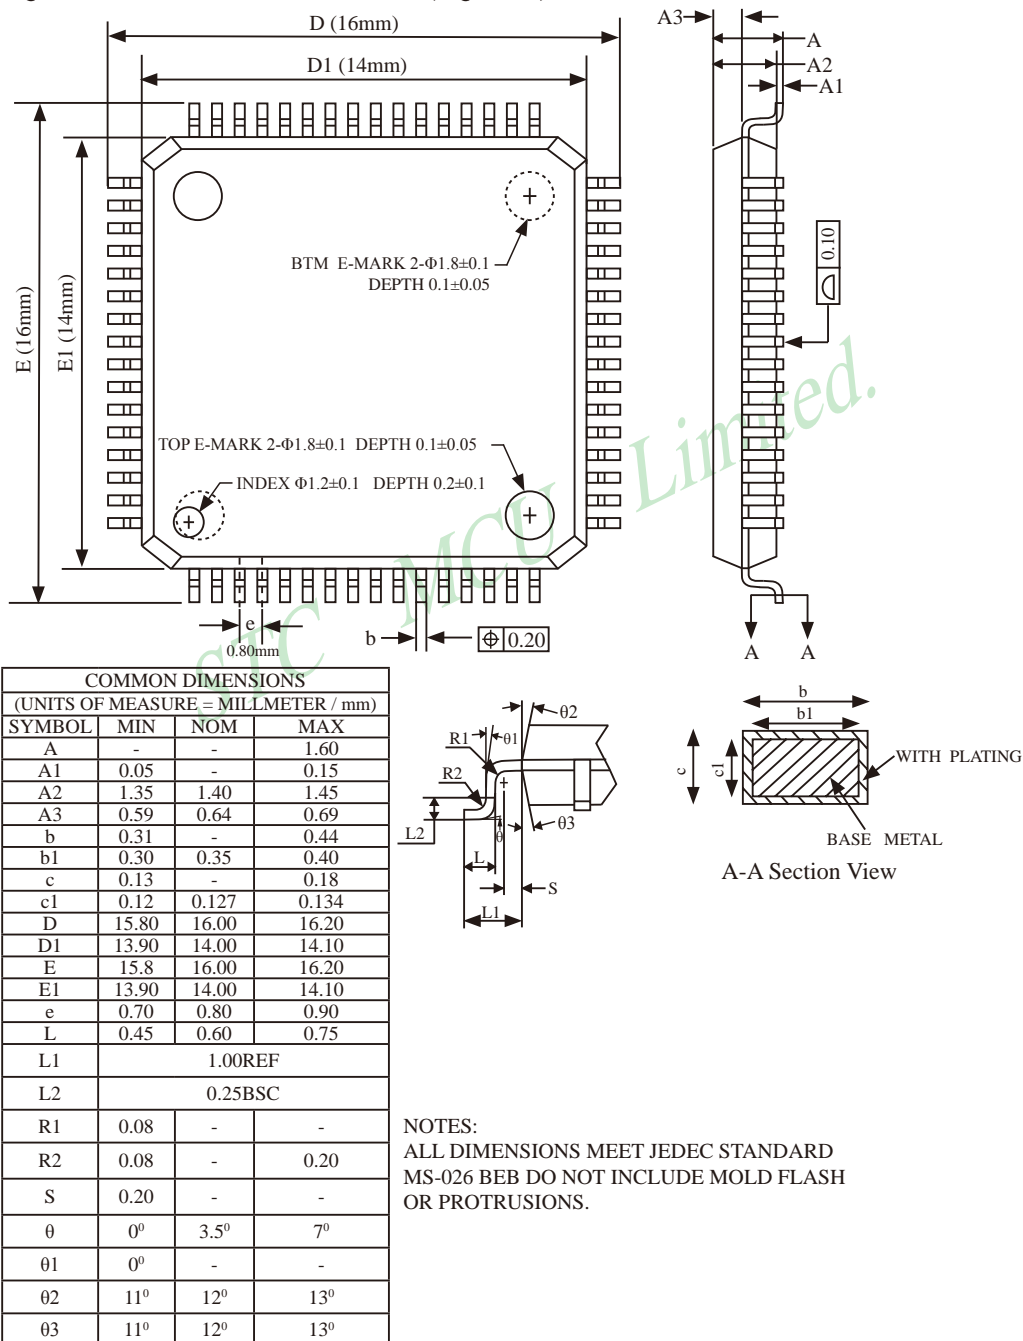 D (16mm)
D1 (14mm)
A3
A
A2
A1
E (16mm)
E1 (14mm)
BTM E-MARK 2-Φ1.8±0.1
DEPTH 0.1±0.05
0.10
TOP E-MARK 2-Φ1.8±0.1 DEPTH 0.1±0.05
INDEX Φ1.2±0.1 DEPTH 0.2±0.1
STC MCU Limited.
e
0.80mm
b
0.20
A A
COMMON DIMENSIONS
(UNITS OF MEASURE = MILLMETER / mm)
SYMBOL MIN NOM MAX
A - - 1.60
A1 0.05 - 0.15
A2 1.35 1.40 1.45
A3 0.59 0.64 0.69
b 0.31 - 0.44
b1 0.30 0.35 0.40
c 0.13 - 0.18
c1 0.12 0.127 0.134
D 15.80 16.00 16.20
D1 13.90 14.00 14.10
E 15.8 16.00 16.20
E1 13.90 14.00 14.10
e 0.70 0.80 0.90
L 0.45 0.60 0.75
L1 1.00REF
L2 0.25BSC
R1 0.08 - -
R2 0.08 - 0.20
S 0.20 - -
θ 0⁰ 3.5⁰ 7⁰
θ1 0⁰ - -
θ2 11⁰ 12⁰ 13⁰
θ3 11⁰ 12⁰ 13⁰
θ2
R1
θ1
R2
L2
θ
θ3
L
S
L1
b
b1
c
c1
WITH PLATING
BASE METAL
A-A Section View
NOTES:
ALL DIMENSIONS MEET JEDEC STANDARD
MS-026 BEB DO NOT INCLUDE MOLD FLASH
OR PROTRUSIONS.